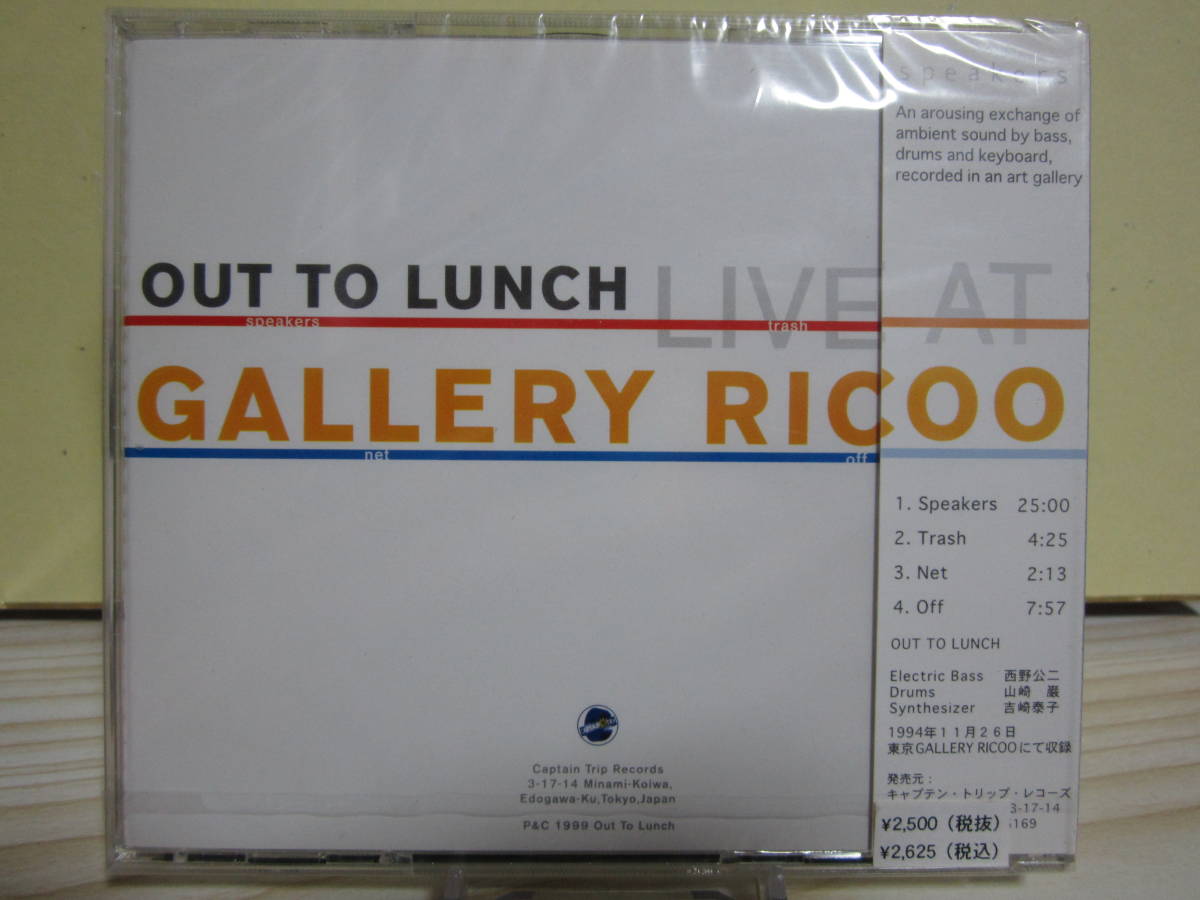 speakers
An arousing exchange of
ambient sound by bass,
drums and keyboard,
recorded in an art gallery
OUT TO LUNCH LIVE AT
speakers trash
GALLERY RICOO
net off
1. Speakers 25:00
2. Trash 4:25
3. Net 2:13
4. Off 7:57
OUT TO LUNCH
Electric Bass 西野公二
Drums 山崎 巌
Synthesizer 吉崎泰子
1994年11月26日
東京GALLERY RICOOにて収録
発売元：
キャプテン・トリップ・レコーズ
3-17-14
169
¥2,500（税抜）
¥2,625（税込）
Captain Trip Records
3-17-14 Minami-Koiwa,
Edogawa-Ku,Tokyo,Japan
P&C 1999 Out To Lunch